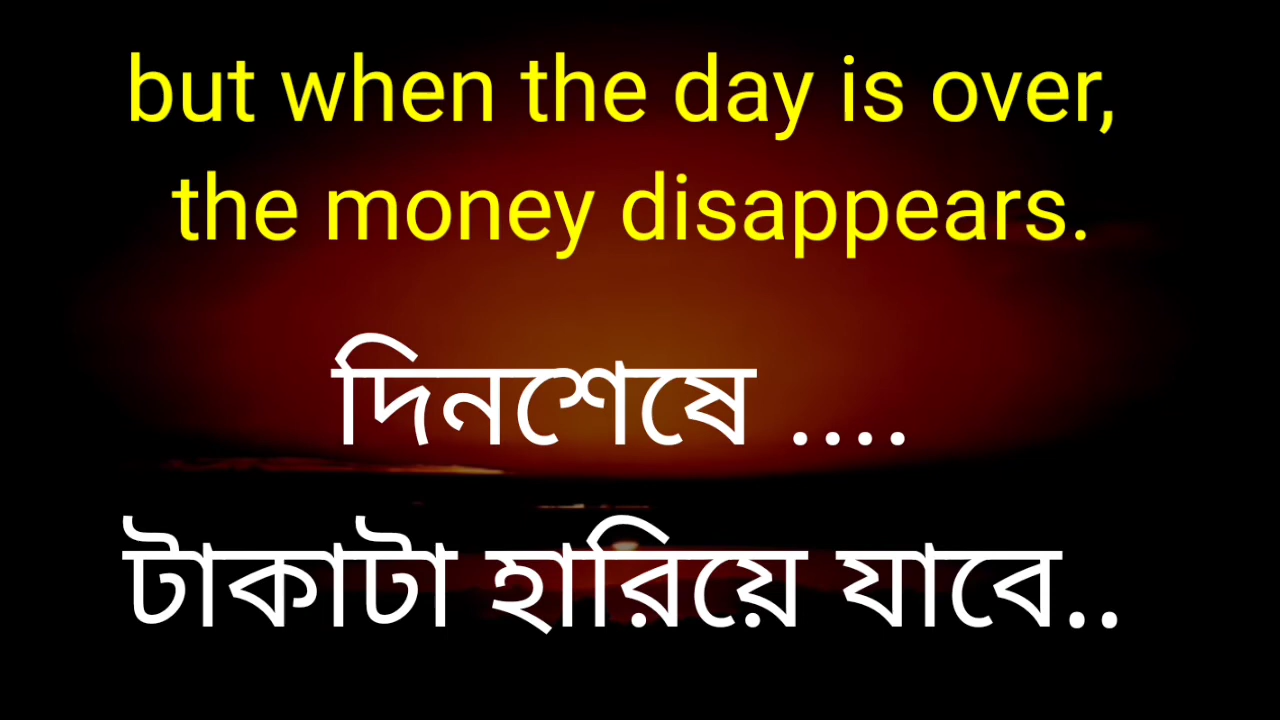 but when the day is over,
the money disappears.
দিনশেষে ....
টাকাটা হারিয়ে যাবে..